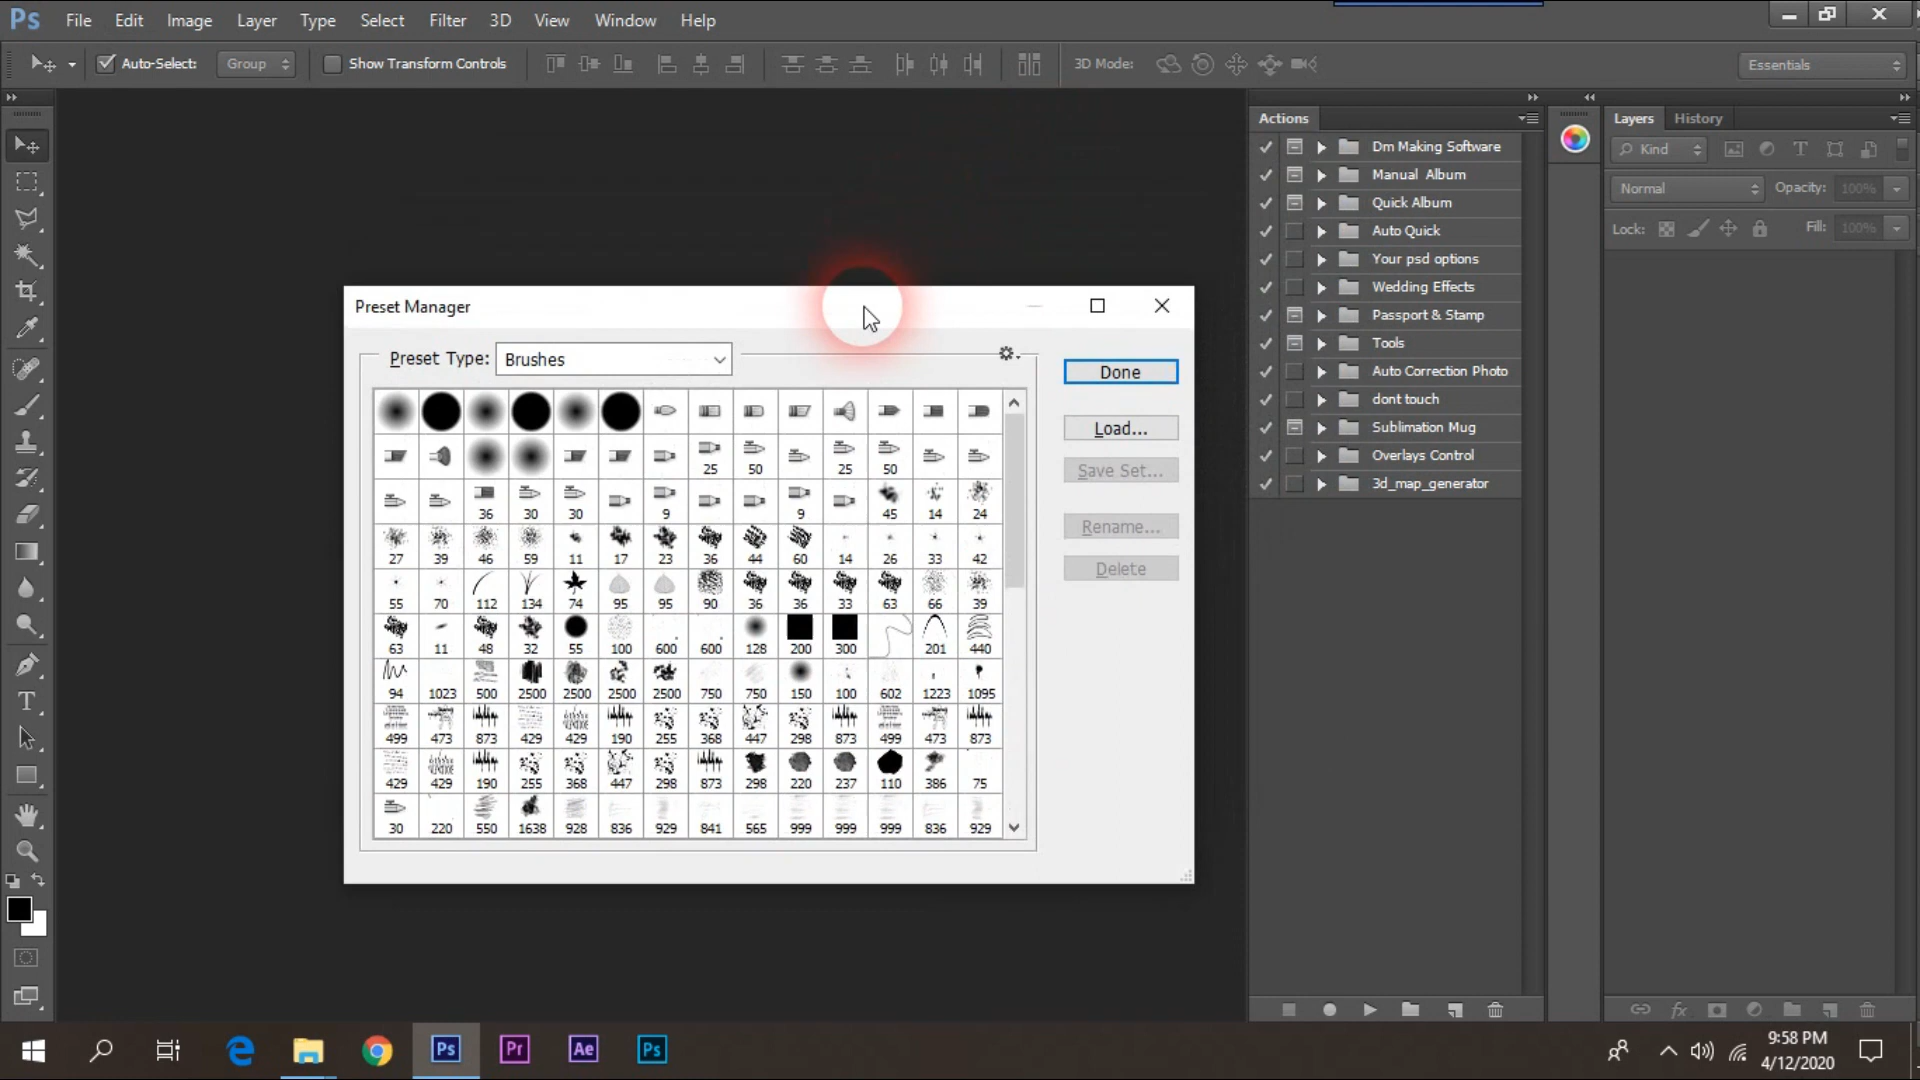 Ps File Edit Image Layer Type Select Filter 3D View Window Help
Auto-Select: Group Show Transform Controls 3D Mode: Essentials
Actions
Dm Making Software
Manual Album
Quick Album
Auto Quick
Your psd options
Wedding Effects
Passport & Stamp
Tools
Auto Correction Photo
dont touch
Sublimation Mug
Overlays Control
3d_map_generator
Layers History
Kind
Normal Opacity: 100%
Lock: Fill: 100%
Preset Manager
Preset Type: Brushes
Done
Load...
Save Set...
Rename...
Delete
25 50 25 50
36 30 30 9 9 45 14 24
27 39 46 59 11 17 23 36 44 60 14 26 33 42
55 70 112 134 74 95 95 90 36 36 33 63 66 39
63 11 48 32 55 100 600 600 128 200 300 201 440
94 1023 500 2500 2500 2500 2500 750 750 150 100 602 1223 1095
499 473 873 429 429 190 255 368 447 298 873 499 473 873
429 429 190 255 368 447 298 873 298 220 237 110 386 75
30 220 550 1638 928 836 929 841 565 999 999 999 836 929
T
fx
Ps Pr Ae Ps
9:58 PM
4/12/2020